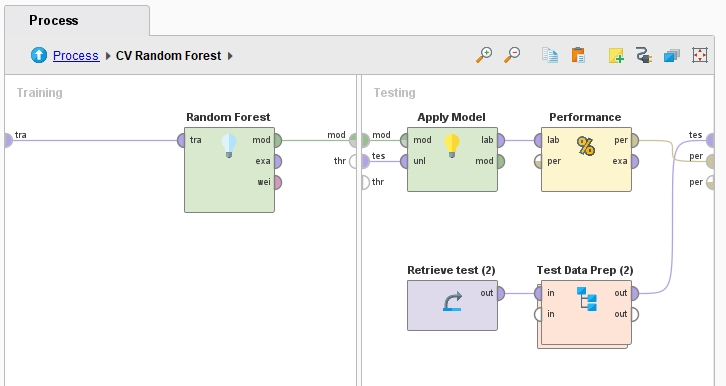 Process
Process ▸ CV Random Forest ▸
Training
Testing
Random Forest
Apply Model
Performance
tra
tra
mod
exa
wei
mod
thr
mod
tes
thr
mod
unl
lab
mod
lab
per
per
exa
tes
per
per
Retrieve test (2)
Test Data Prep (2)
out
in
in
out
out